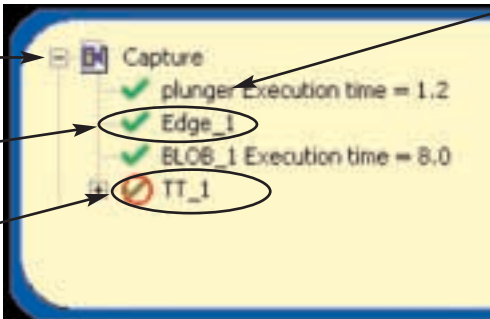 Capture
plunger Execution time = 1.2
Edge_1
BLOB_1 Execution time = 8.0
TT_1